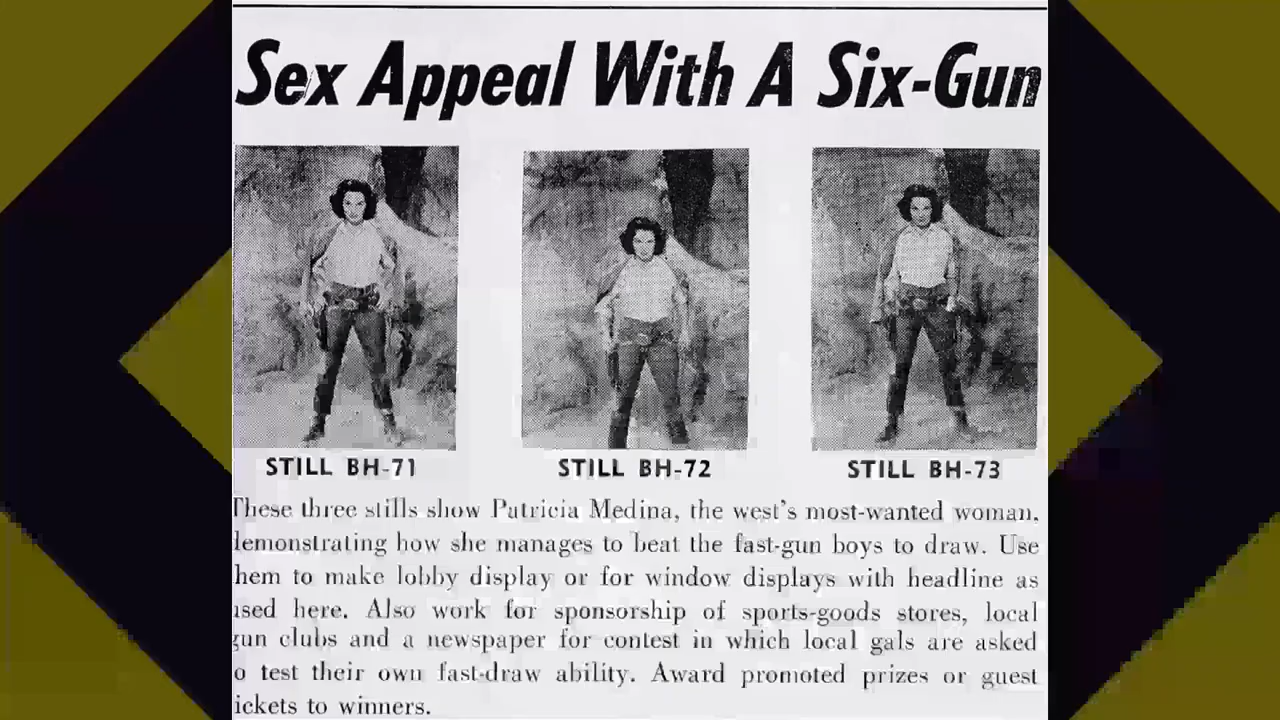 Sex Appeal With A Six-Gun
STILL BH-71 STILL BH-72 STILL BH-73
These three stills show Patricia Medina, the west's most-wanted woman,
demonstrating how she manages to beat the fast-gun boys to draw. Use
hem to make lobby display or for window displays with headline as
used here. Also work for sponsorship of sports-goods stores, local
gun clubs and a newspaper for contest in which local gals are asked
o test their own fast-draw ability. Award promoted prizes or guest
ickets to winners.